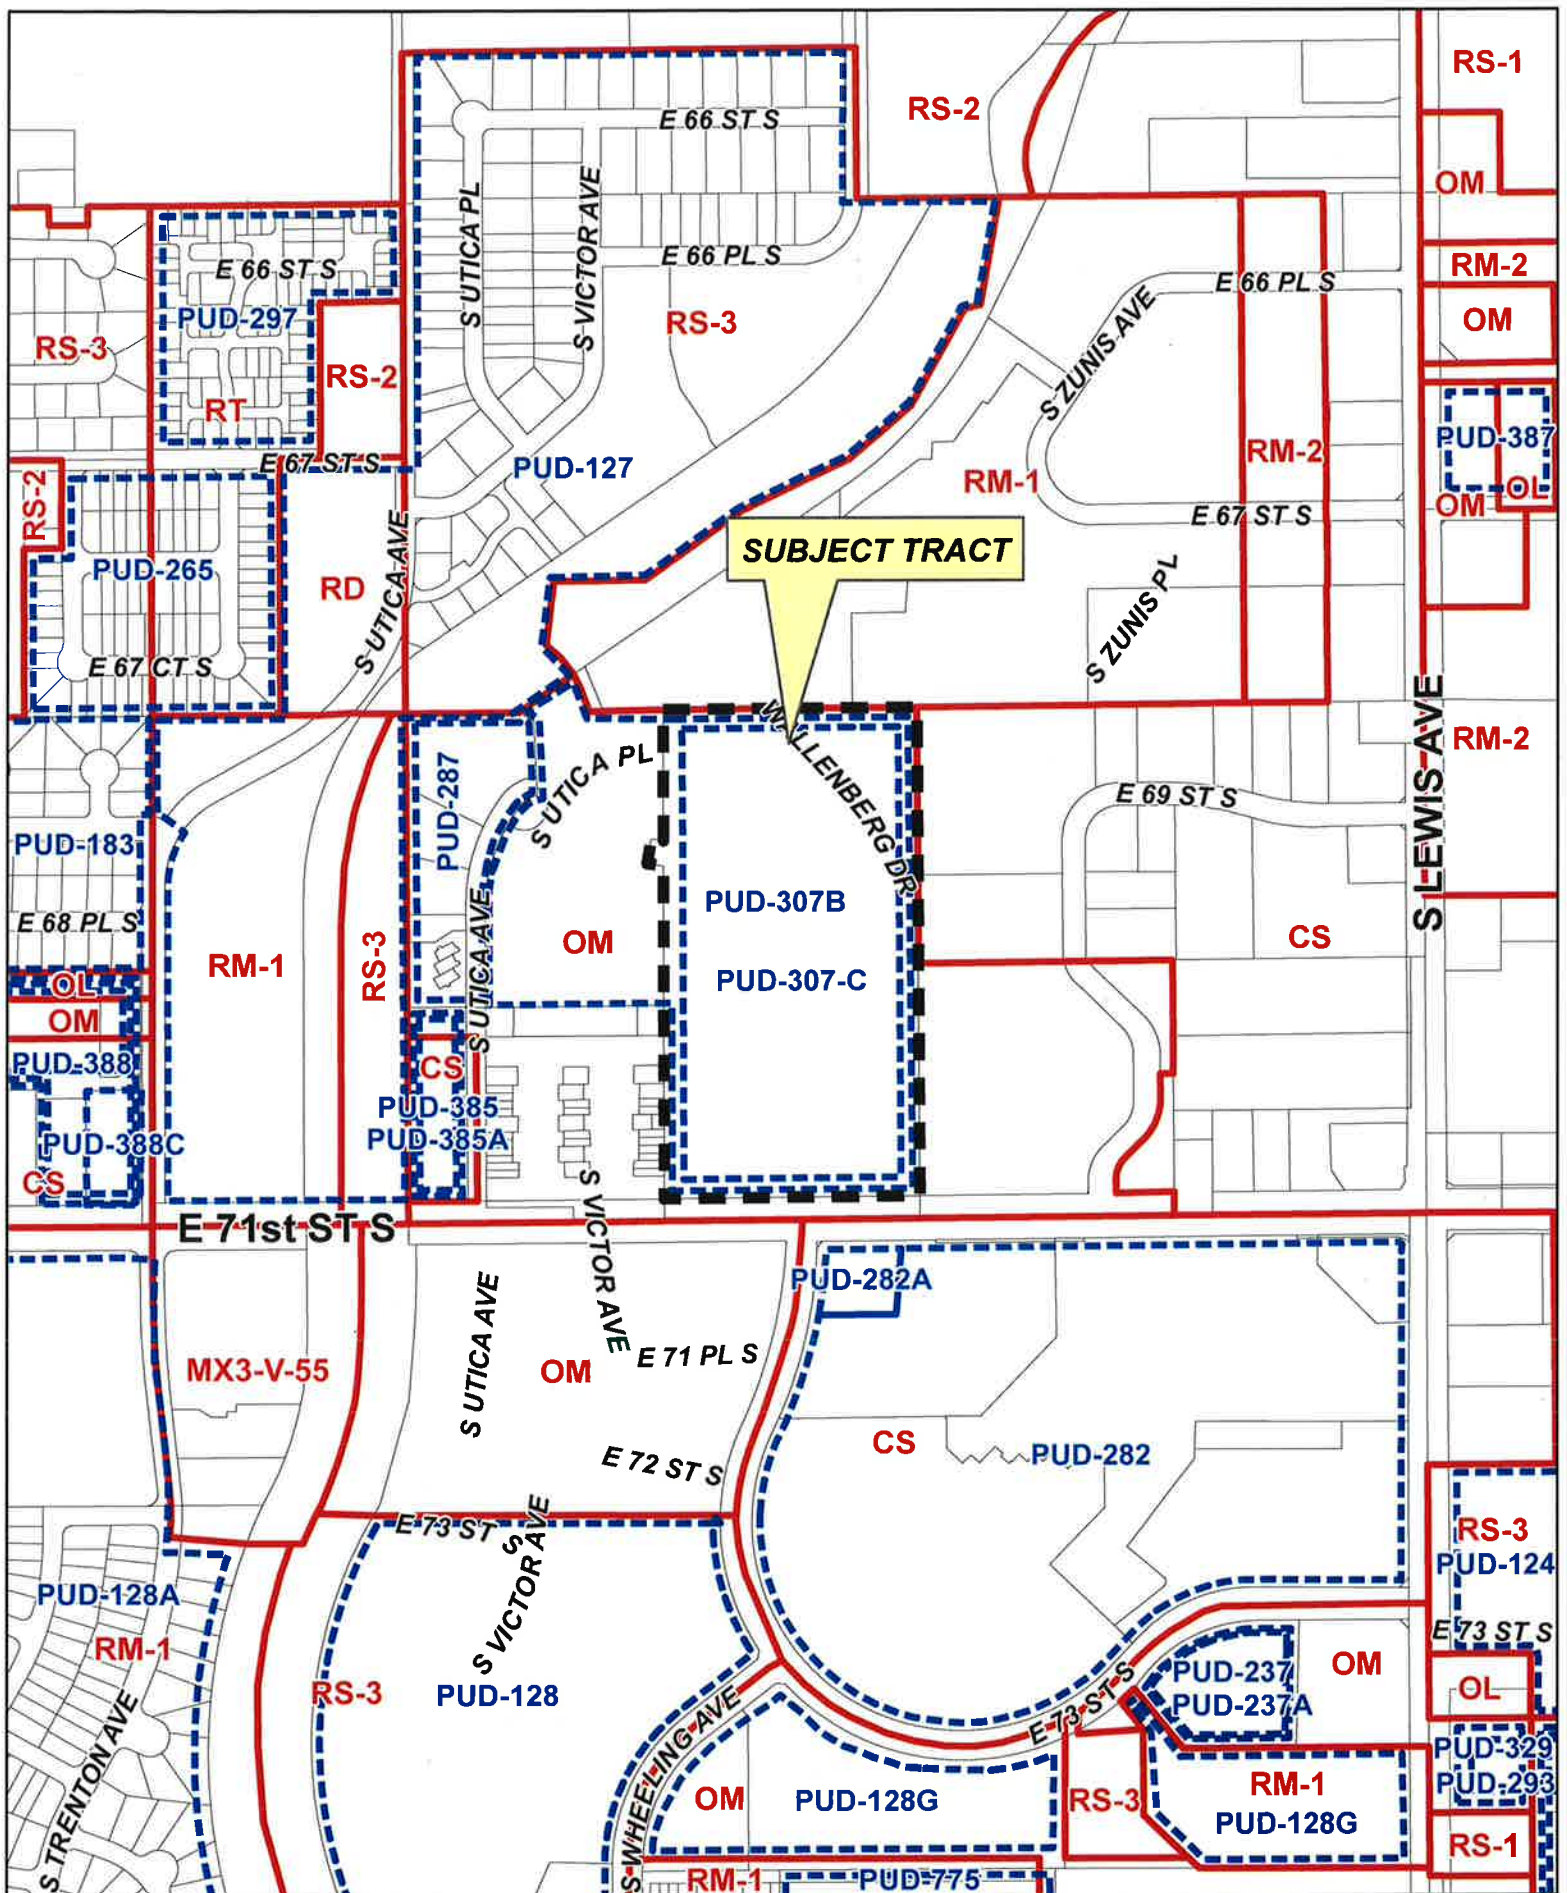 RS-1
RS-2
E 66 ST S
OM
S UTICA PL
S VICTOR AVE
E 66 ST S
E 66 PL S
RM-2
E 66 PL S
PUD-297
RS-3
OM
RS-3
S ZUNIS AVE
RS-2
RT
PUD-387
RM-2
E 67 ST S
PUD-127
RM-1
OL
RS-2
OM
E 67 ST S
SUBJECT TRACT
PUD-265
RD
S UTICA AVE
S ZUNIS PL
E 67 CT S
WALLENBERG DR
S LEWIS AVE
RM-2
S UTICA PL
PUD-287
E 69 ST S
PUD-183
PUD-307B
E 68 PL S
S UTICA AVE
OM
CS
RM-1
RS-3
PUD-307-C
OL
OM
PUD-388
CS
PUD-385
PUD-385A
PUD-388C
CS
S VICTOR AVE
E 71st ST S
PUD-282A
S UTICA AVE
MX3-V-55
OM
E 71 PL S
CS
PUD-282
E 72 ST S
E 73 ST S
S VICTOR AVE
RS-3
PUD-124
PUD-128A
RM-1
E 73 ST S
RS-3
PUD-128
PUD-237
PUD-237A
OM
OL
E 73 ST S
S WHEELING AVE
S TRENTON AVE
PUD-329
PUD-293
OM
PUD-128G
RS-3
RM-1
PUD-128G
RS-1
RM-1
PUD-775